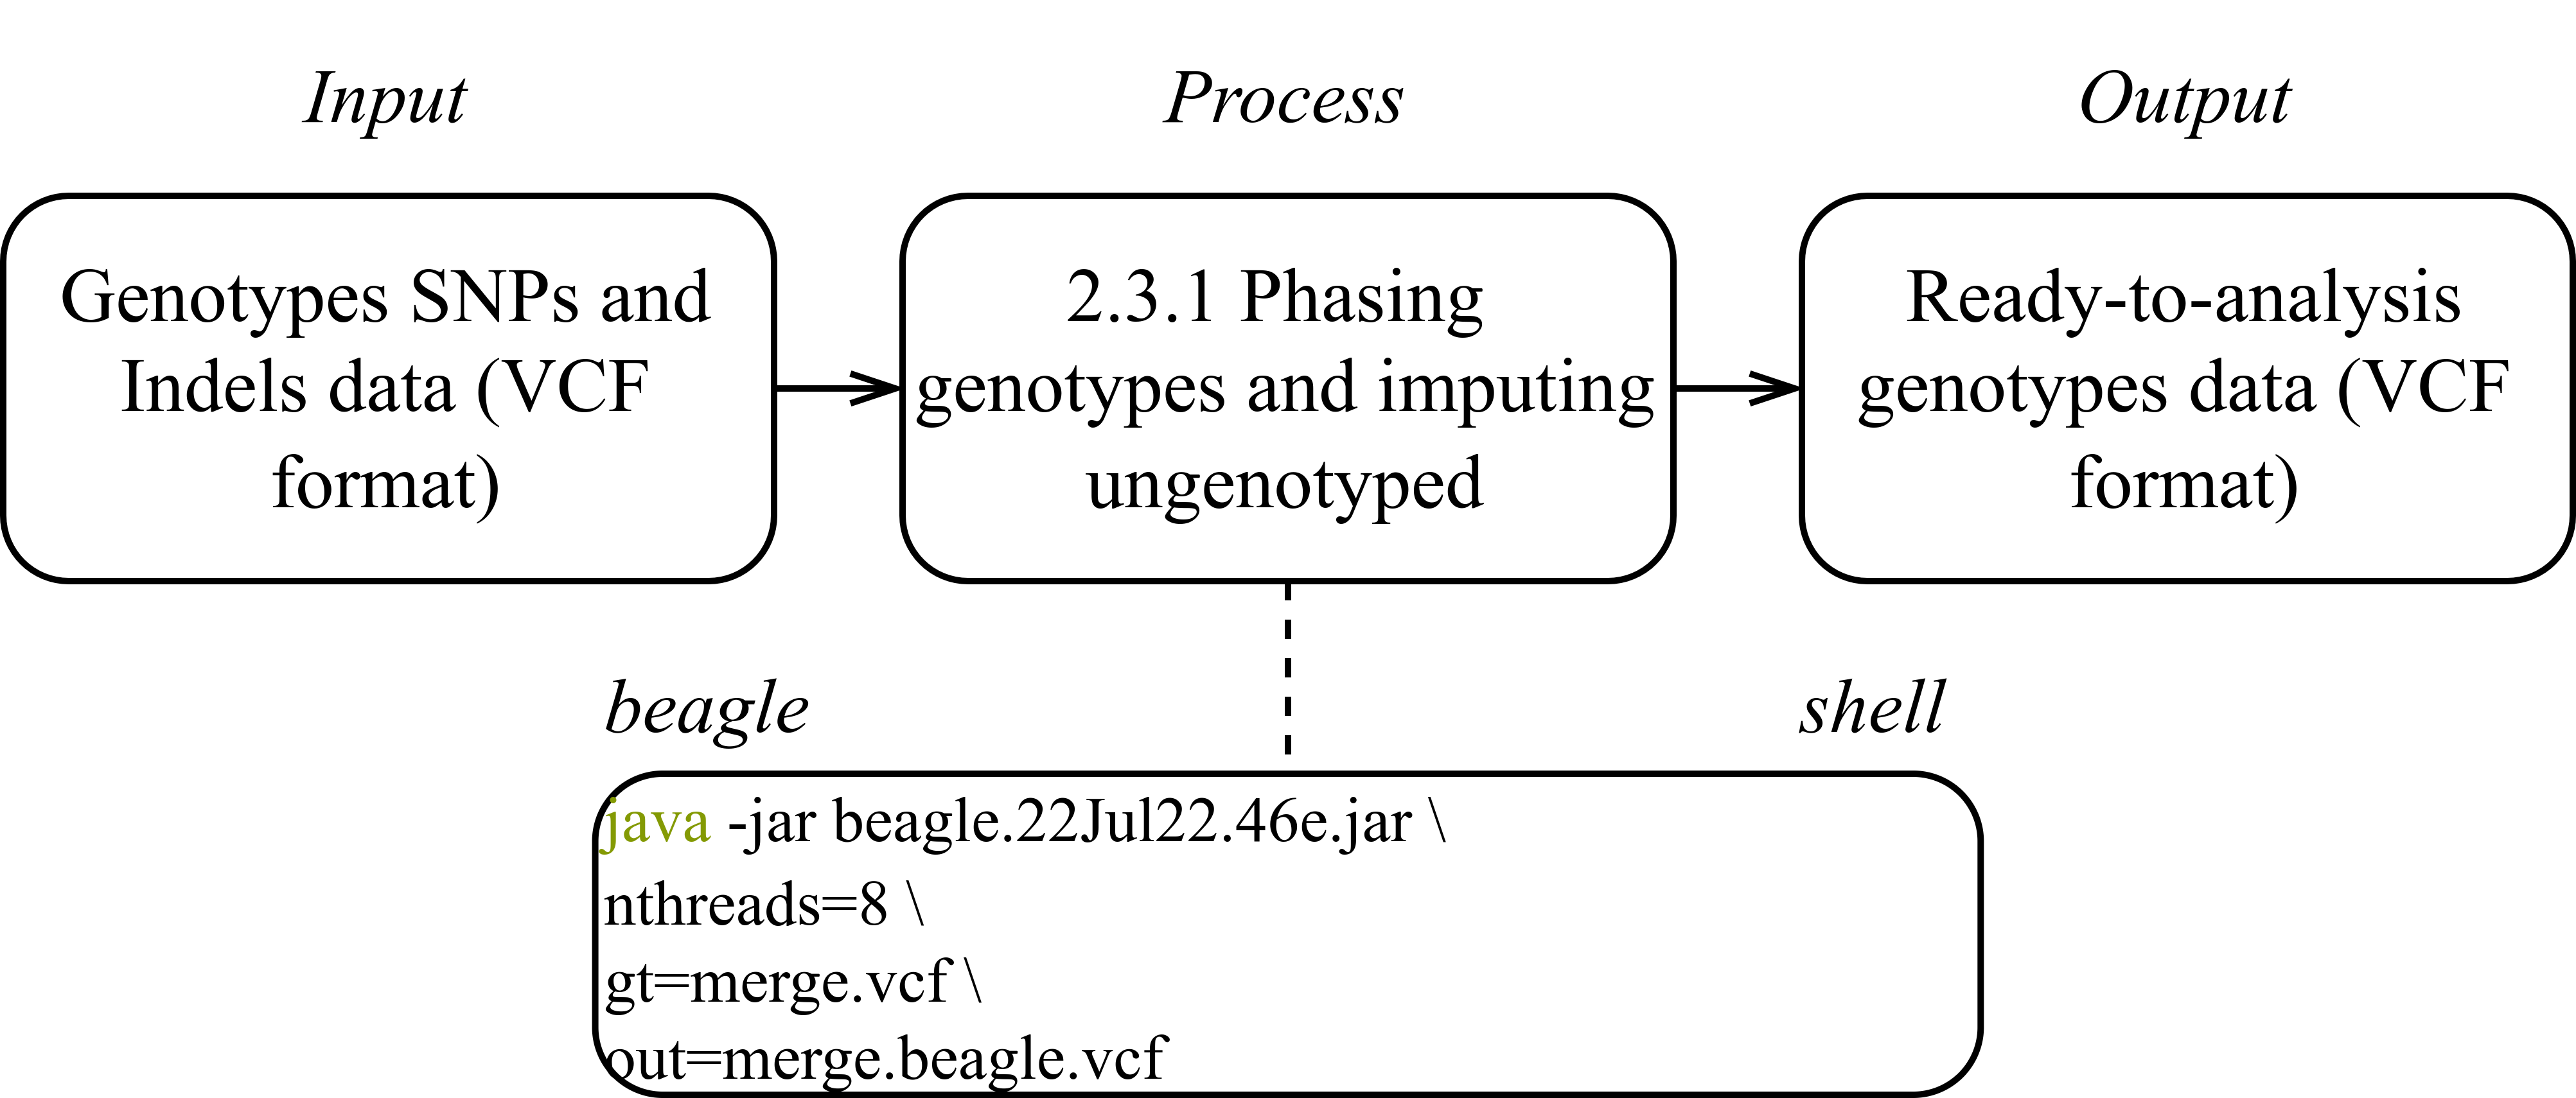 Input
Process
Output
Genotypes SNPs and
Indels data (VCF
format)
2.3.1 Phasing
genotypes and imputing
ungenotyped
Ready-to-analysis
genotypes data (VCF
format)
beagle
shell
java -jar beagle.22Jul22.46e.jar \
nthreads=8 \
gt=merge.vcf \
out=merge.beagle.vcf